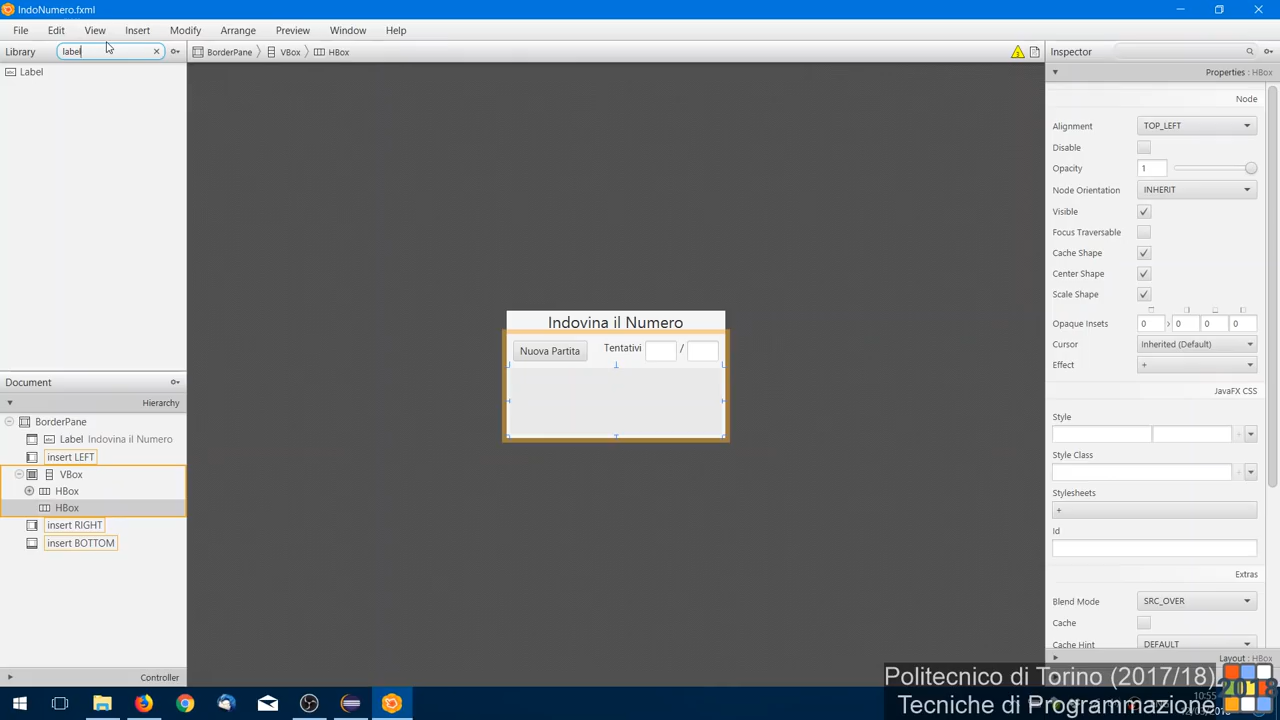 IndoNumero.fxml
File Edit View Insert Modify Arrange Preview Window Help
Library label
BorderPane VBox HBox
Inspector
Label
Properties : HBox
Node
Alignment TOP_LEFT
Disable
Opacity 1
Node Orientation INHERIT
Visible
Focus Traversable
Cache Shape
Center Shape
Scale Shape
Opaque Insets 0 0 0 0
Cursor Inherited (Default)
Effect +
JavaFX CSS
Style
Style Class
Stylesheets
+
Id
Extras
Blend Mode SRC_OVER
Cache
Cache Hint DEFAULT
Layout : HBox
Indovina il Numero
Nuova Partita Tentativi /
Document
Hierarchy
BorderPane
Label Indovina il Numero
insert LEFT
VBox
HBox
HBox
insert RIGHT
insert BOTTOM
Controller
Politecnico di Torino (2017/18)
Tecniche di Programmazione
2018
10:55